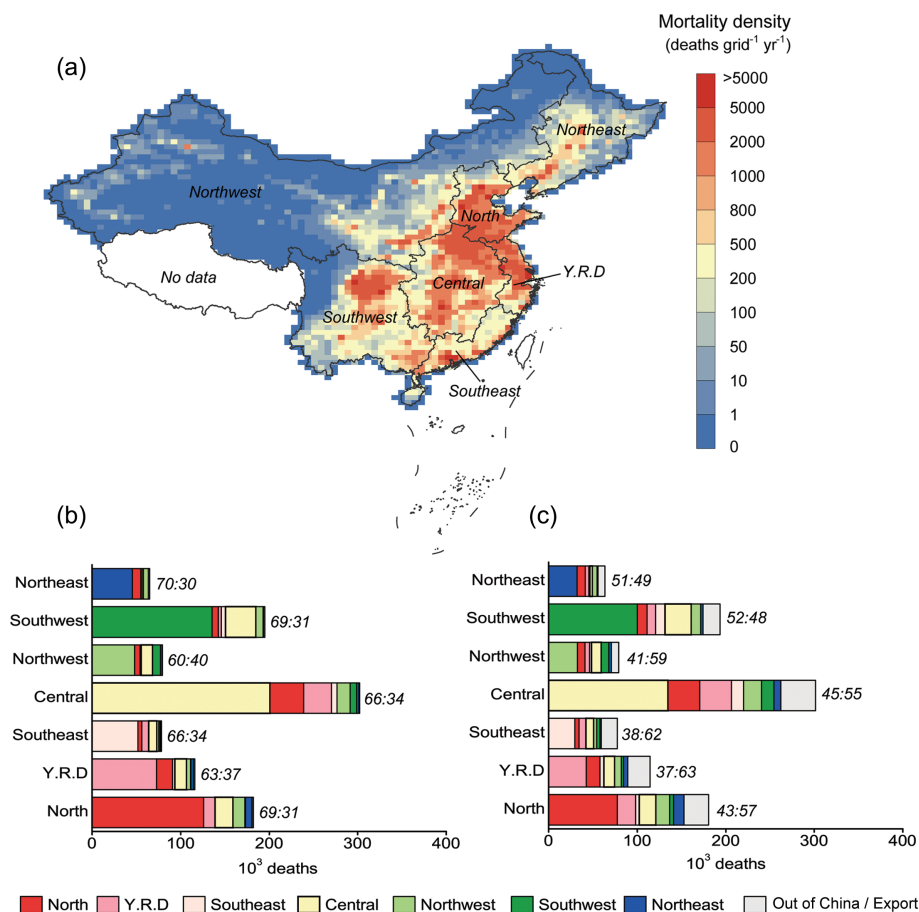 (a)
Mortality density
(deaths grid⁻¹ yr⁻¹)
>5000
5000
2000
1000
800
500
200
100
50
10
1
0
Northeast
Northwest
North
No data
Central
Y.R.D
Southwest
Southeast
(b)
Northeast 70:30
Southwest 69:31
Northwest 60:40
Central 66:34
Southeast 66:34
Y.R.D 63:37
North 69:31
0 100 200 300 400
10³ deaths
(c)
Northeast 51:49
Southwest 52:48
Northwest 41:59
Central 45:55
Southeast 38:62
Y.R.D 37:63
North 43:57
0 100 200 300 400
10³ deaths
North Y.R.D Southeast Central Northwest Southwest Northeast Out of China / Export